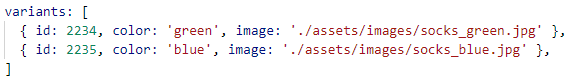 variants: [
  { id: 2234, color: 'green', image: './assets/images/socks_green.jpg' },
  { id: 2235, color: 'blue', image: './assets/images/socks_blue.jpg' },
]